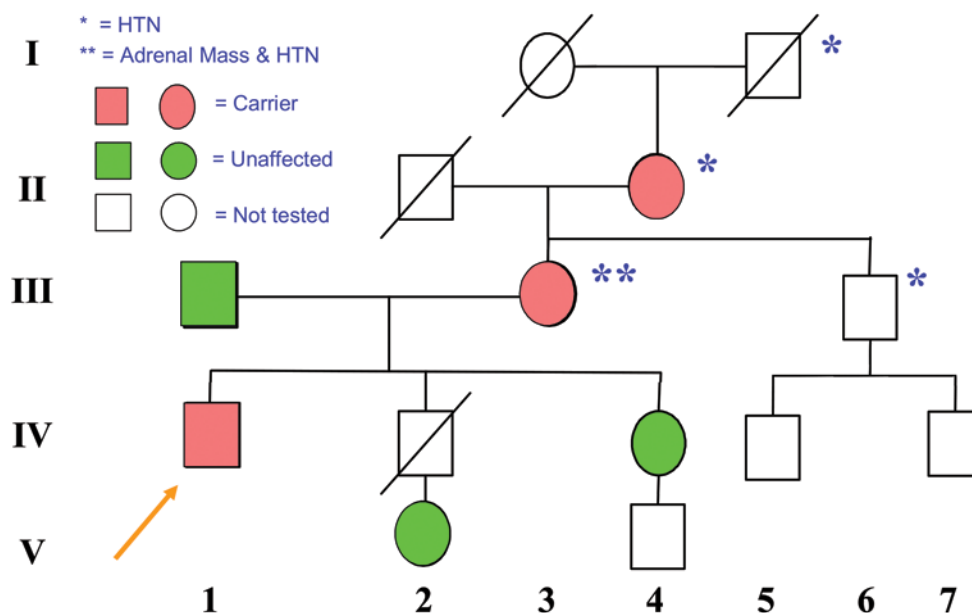 * = HTN
** = Adrenal Mass & HTN
= Carrier
= Unaffected
= Not tested
I
*
II
*
III
**
*
IV
V
1 2 3 4 5 6 7